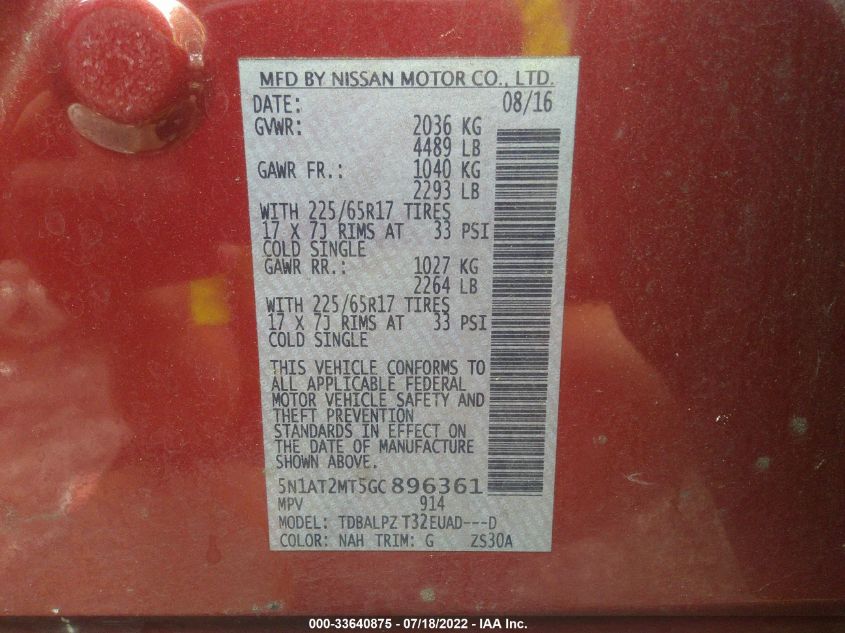 MFD BY NISSAN MOTOR CO., LTD.
DATE: 08/16
GVWR: 2036 KG
4489 LB
GAWR FR.: 1040 KG
2293 LB
WITH 225/65R17 TIRES
17 X 7J RIMS AT 33 PSI
COLD SINGLE
GAWR RR.: 1027 KG
2264 LB
WITH 225/65R17 TIRES
17 X 7J RIMS AT 33 PSI
COLD SINGLE
THIS VEHICLE CONFORMS TO
ALL APPLICABLE FEDERAL
MOTOR VEHICLE SAFETY AND
THEFT PREVENTION
STANDARDS IN EFFECT ON
THE DATE OF MANUFACTURE
SHOWN ABOVE.
5N1AT2MT5GC896361
MPV 914
MODEL: TDBALPZ T32EUAD---D
COLOR: NAH TRIM: G ZS30A
000-33640875 - 07/18/2022 - IAA Inc.